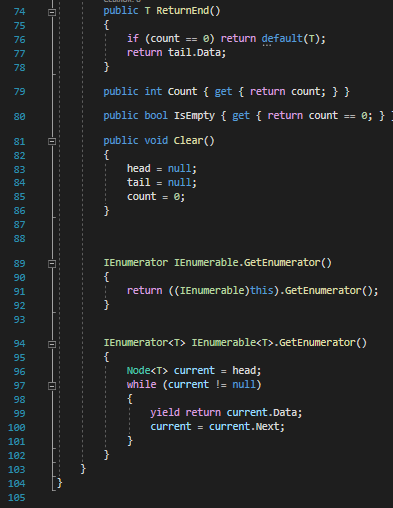 74 public T ReturnEnd()
75 {
76 if (count == 0) return default(T);
77 return tail.Data;
78 }
79 public int Count { get { return count; } }
80 public bool IsEmpty { get { return count == 0; } }
81 public void Clear()
82 {
83 head = null;
84 tail = null;
85 count = 0;
86 }
87
88
89 IEnumerator IEnumerable.GetEnumerator()
90 {
91 return ((IEnumerable)this).GetEnumerator();
92 }
93
94 IEnumerator<T> IEnumerable<T>.GetEnumerator()
95 {
96 Node<T> current = head;
97 while (current != null)
98 {
99 yield return current.Data;
100 current = current.Next;
101 }
102 }
103 }
104 }
105